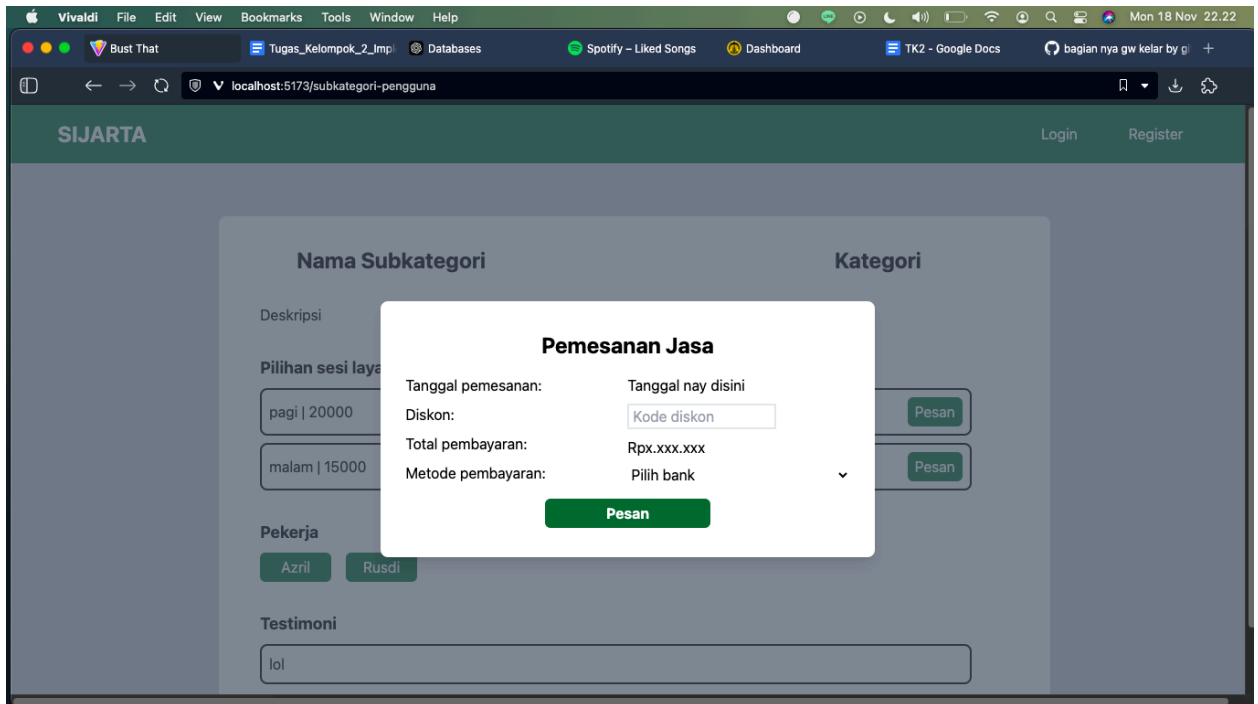 Vivaldi File Edit View Bookmarks Tools Window Help Mon 18 Nov 22.22
Bust That Tugas_Kelompok_2_Impl Databases Spotify – Liked Songs Dashboard TK2 - Google Docs bagian nya gw kelar by gi
localhost:5173/subkategori-pengguna
SIJARTA Login Register
Nama Subkategori Kategori
Deskripsi
Pilihan sesi laya
pagi | 20000 Pesan
malam | 15000 Pesan
Pemesanan Jasa
Tanggal pemesanan: Tanggal nay disini
Diskon: Kode diskon
Total pembayaran: Rpx.xxx.xxx
Metode pembayaran: Pilih bank
Pesan
Pekerja
Azril Rusdi
Testimoni
lol